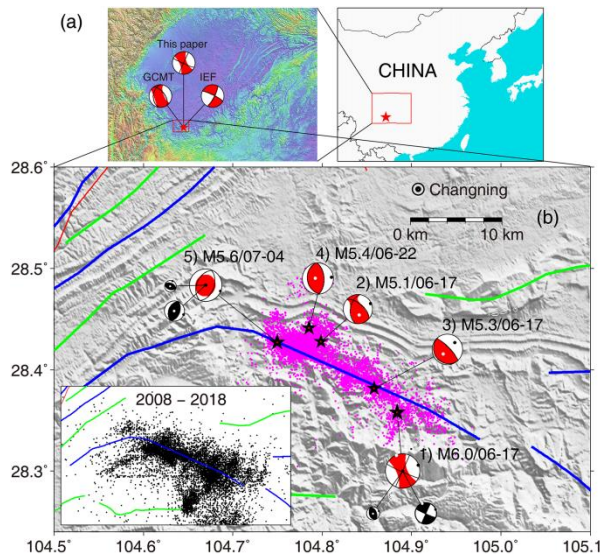 (a)
This paper
GCMT
IEF
CHINA
28.6°
28.5°
28.4°
28.3°
Changning
(b)
0 10 km
5) M5.6/07-04
4) M5.4/06-22
2) M5.1/06-17
3) M5.3/06-17
1) M6.0/06-17
2008 – 2018
104.5 104.6° 104.7° 104.8° 104.9° 105.0° 105.1